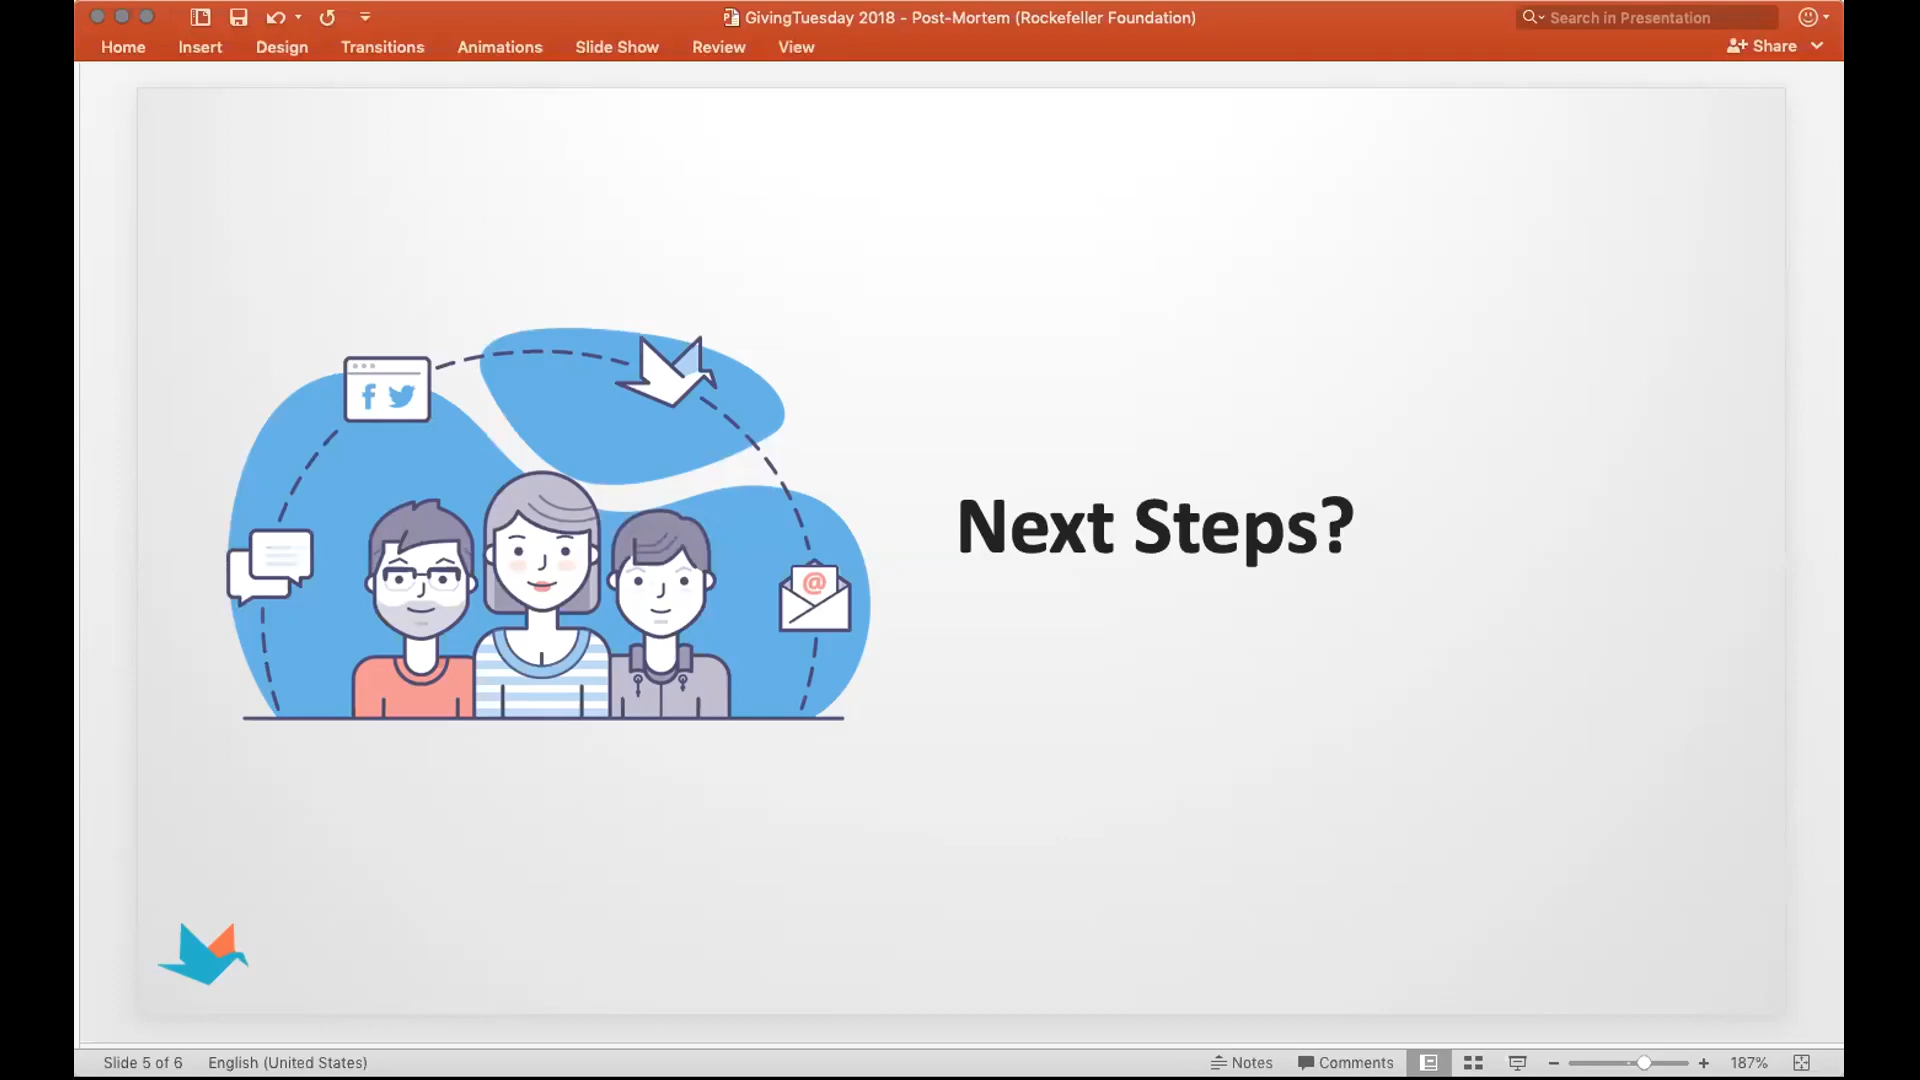 GivingTuesday 2018 - Post-Mortem (Rockefeller Foundation)
Search in Presentation
Home Insert Design Transitions Animations Slide Show Review View
Share
f
@
Next Steps?
Slide 5 of 6 English (United States) Notes Comments 187%